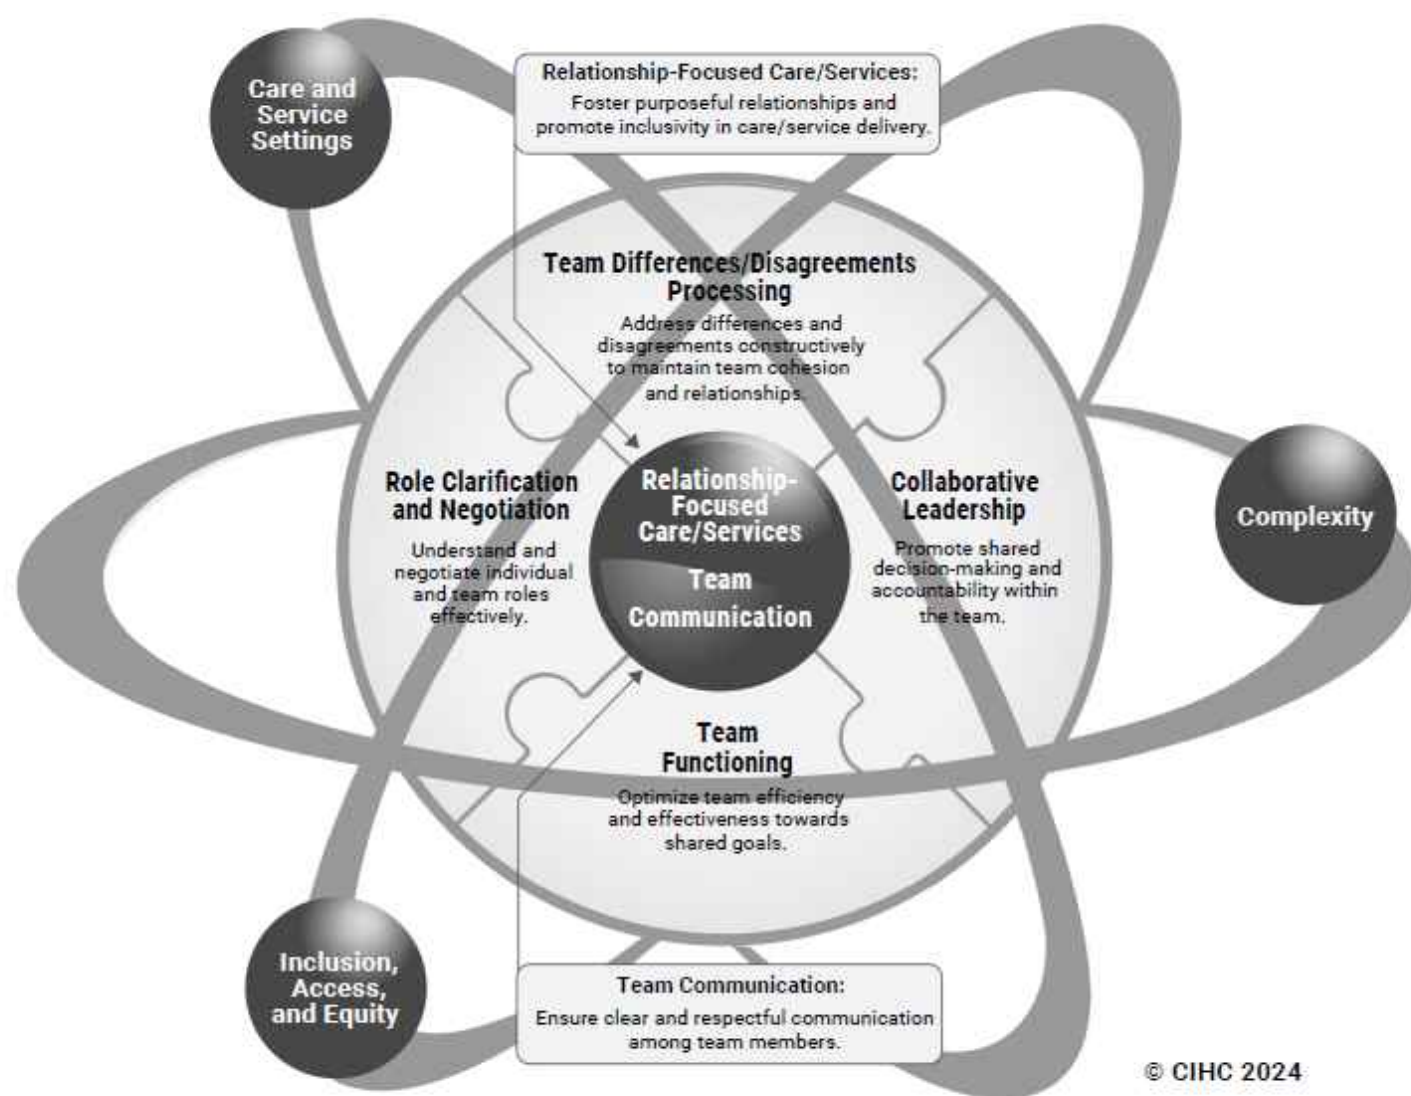 Care and
Service
Settings
Relationship-Focused Care/Services:
Foster purposeful relationships and
promote inclusivity in care/service delivery.
Team Differences/Disagreements
Processing
Address differences and
disagreements constructively
to maintain team cohesion
and relationships.
Role Clarification
and Negotiation
Understand and
negotiate individual
and team roles
effectively.
Relationship-
Focused
Care/Services
Team
Communication
Collaborative
Leadership
Promote shared
decision-making and
accountability within
the team.
Complexity
Team
Functioning
Optimize team efficiency
and effectiveness towards
shared goals.
Inclusion,
Access,
and Equity
Team Communication:
Ensure clear and respectful communication
among team members.
© CIHC 2024